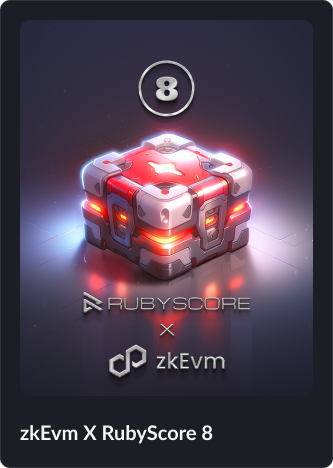 8
RUBYSCORE
×
zkEvm
zkEvm X RubyScore 8